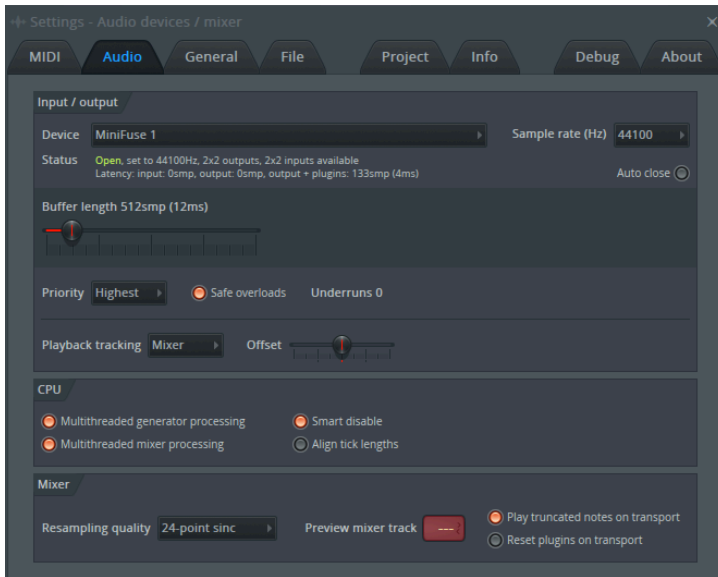 Settings - Audio devices / mixer
MIDI Audio General File Project Info Debug About
Input / output
Device MiniFuse 1 Sample rate (Hz) 44100
Status Open, set to 44100Hz, 2x2 outputs, 2x2 inputs available
Latency: input: 0smp, output: 0smp, output + plugins: 133smp (4ms)
Auto close
Buffer length 512smp (12ms)
Priority Highest Safe overloads Underruns 0
Playback tracking Mixer Offset
CPU
Multithreaded generator processing Smart disable
Multithreaded mixer processing Align tick lengths
Mixer
Resampling quality 24-point sinc Preview mixer track ---
Play truncated notes on transport
Reset plugins on transport